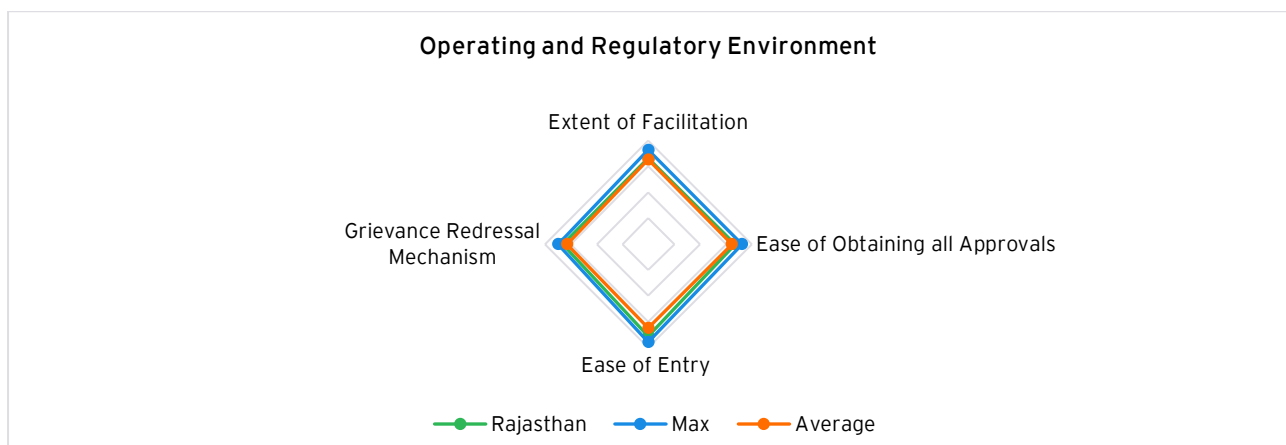 Operating and Regulatory Environment
Extent of Facilitation
Grievance Redressal
Mechanism
Ease of Obtaining all Approvals
Ease of Entry
Rajasthan Max Average